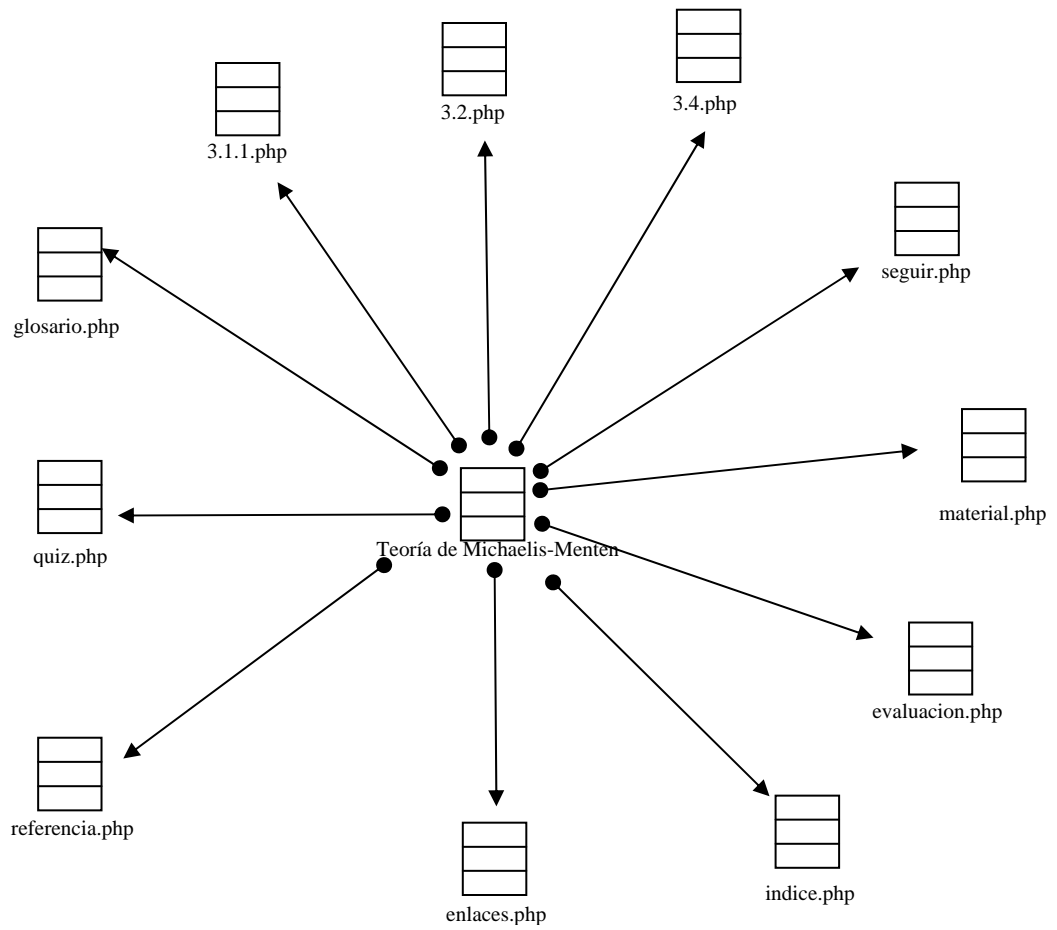 3.4.php
3.2.php
3.1.1.php
seguir.php
glosario.php
material.php
Teoría de Michaelis-Menten
quiz.php
evaluacion.php
referencia.php
indice.php
enlaces.php